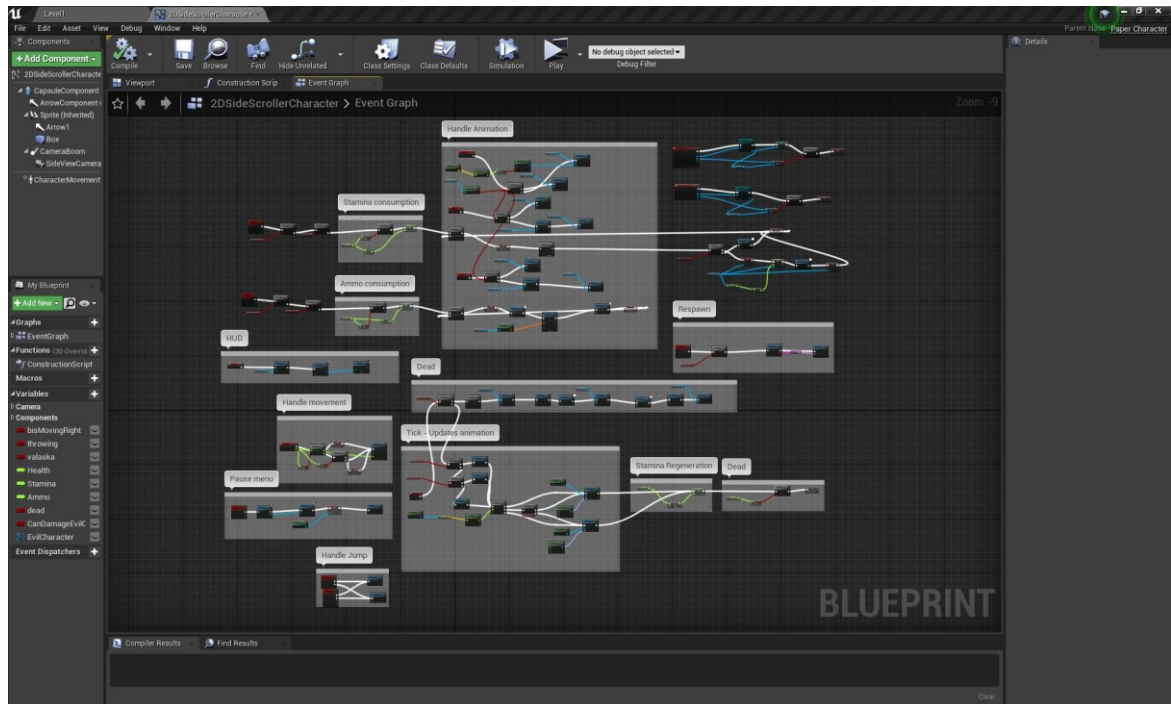 Level1
2DSideScrollerCharacter
File Edit Asset View Debug Window Help
Parent class: Paper Character
Components
+Add Component
2DSideScrollerCharacte
CapsuleComponent
ArrowComponent
Sprite (Inherited)
Arrow1
Box
CameraBoom
SideViewCamera
CharacterMovement
Compile
Save
Browse
Find
Hide Unrelated
Class Settings
Class Defaults
Simulation
Play
No debug object selected
Debug Filter
Details
Viewport
Construction Scrip
Event Graph
2DSideScrollerCharacter > Event Graph
Zoom -9
Handle Animation
Stamina consumption
Ammo consumption
Respawn
HUD
Dead
Handle movement
Tick - Updates animation
Stamina Regeneration
Dead
Pause menu
Handle Jump
BLUEPRINT
My Blueprint
+Add New
Graphs
EventGraph
Functions (30 Overrid
ConstructionScript
Macros
Variables
Camera
Components
bisMovingRight
throwing
valaska
Health
Stamina
Ammo
dead
CanDamageEvilC
EvilCharacter
Event Dispatchers
Compiler Results
Find Results
Clear